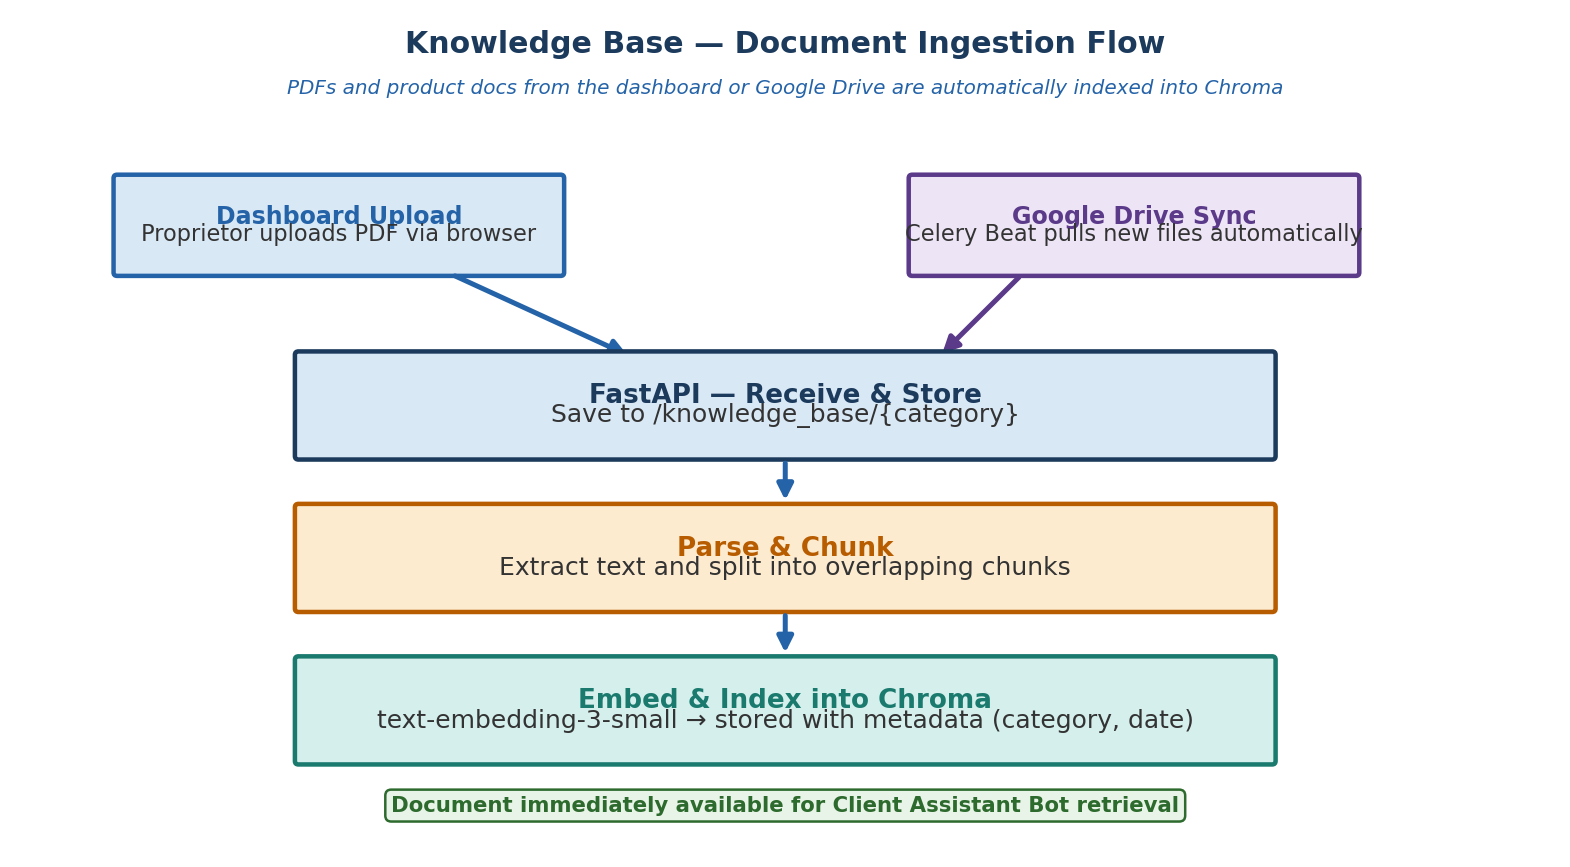 Knowledge Base — Document Ingestion Flow
PDFs and product docs from the dashboard or Google Drive are automatically indexed into Chroma
Dashboard Upload
Proprietor uploads PDF via browser
Google Drive Sync
Celery Beat pulls new files automatically
FastAPI — Receive & Store
Save to /knowledge_base/{category}
Parse & Chunk
Extract text and split into overlapping chunks
Embed & Index into Chroma
text-embedding-3-small → stored with metadata (category, date)
Document immediately available for Client Assistant Bot retrieval